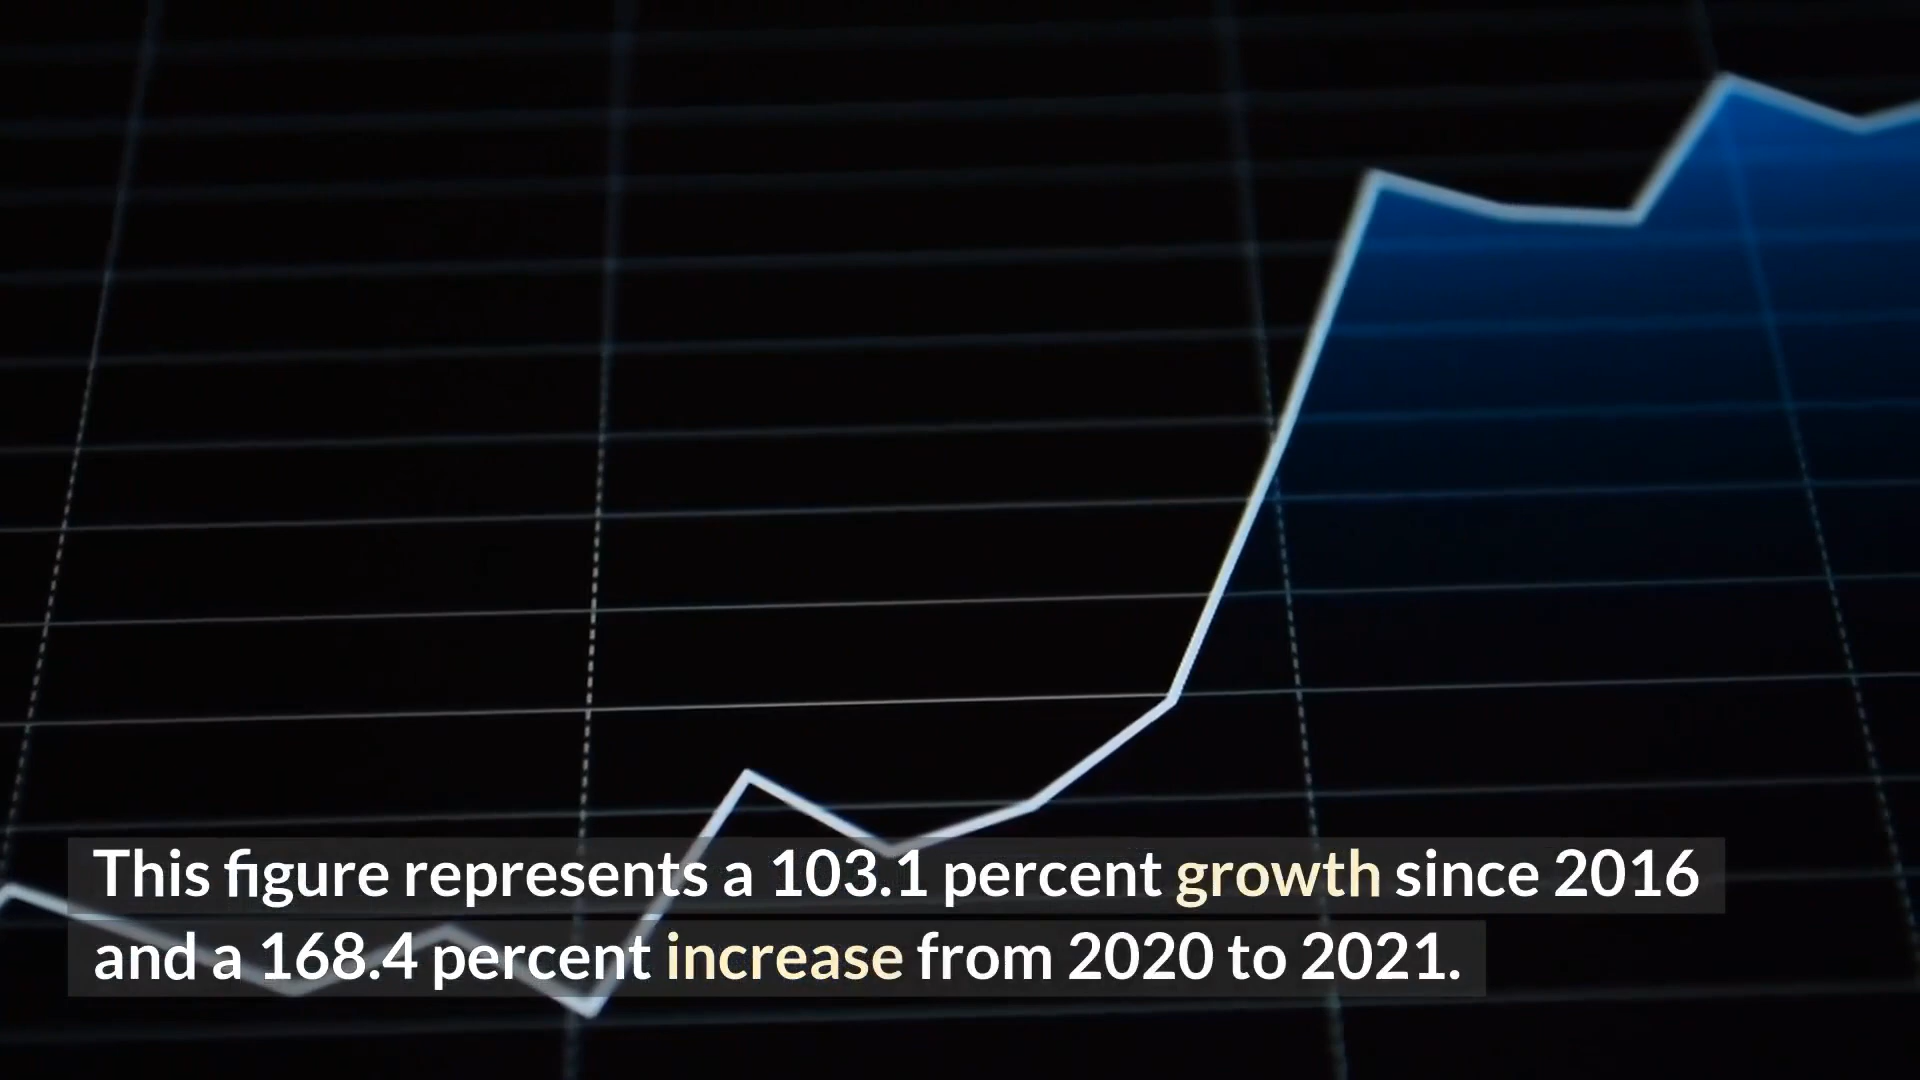 This figure represents a 103.1 percent growth since 2016
and a 168.4 percent increase from 2020 to 2021.